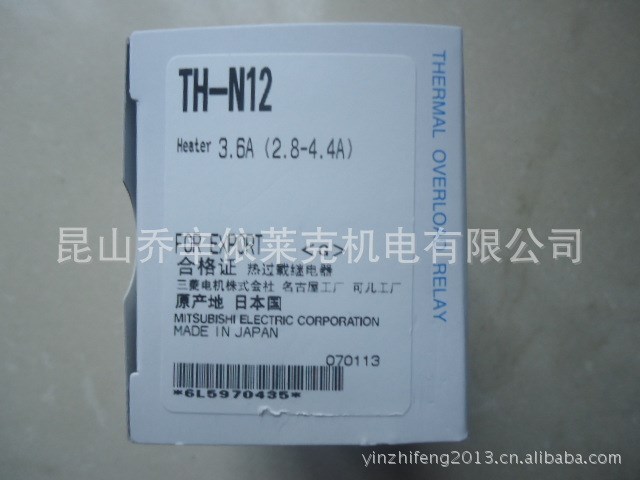 TH-N12
Heater 3.6A (2.8-4.4A)
THERMAL OVERLOAD RELAY
昆山乔 依莱克机电有限公司
FOR EXPORT
合格证 热过载继电器
三菱电机株式会社 名古屋工厂 可儿工厂
原产地 日本国
MITSUBISHI ELECTRIC CORPORATION
MADE IN JAPAN
070113
*6L5970435*
yinzhifeng2013.cn.alibaba.com